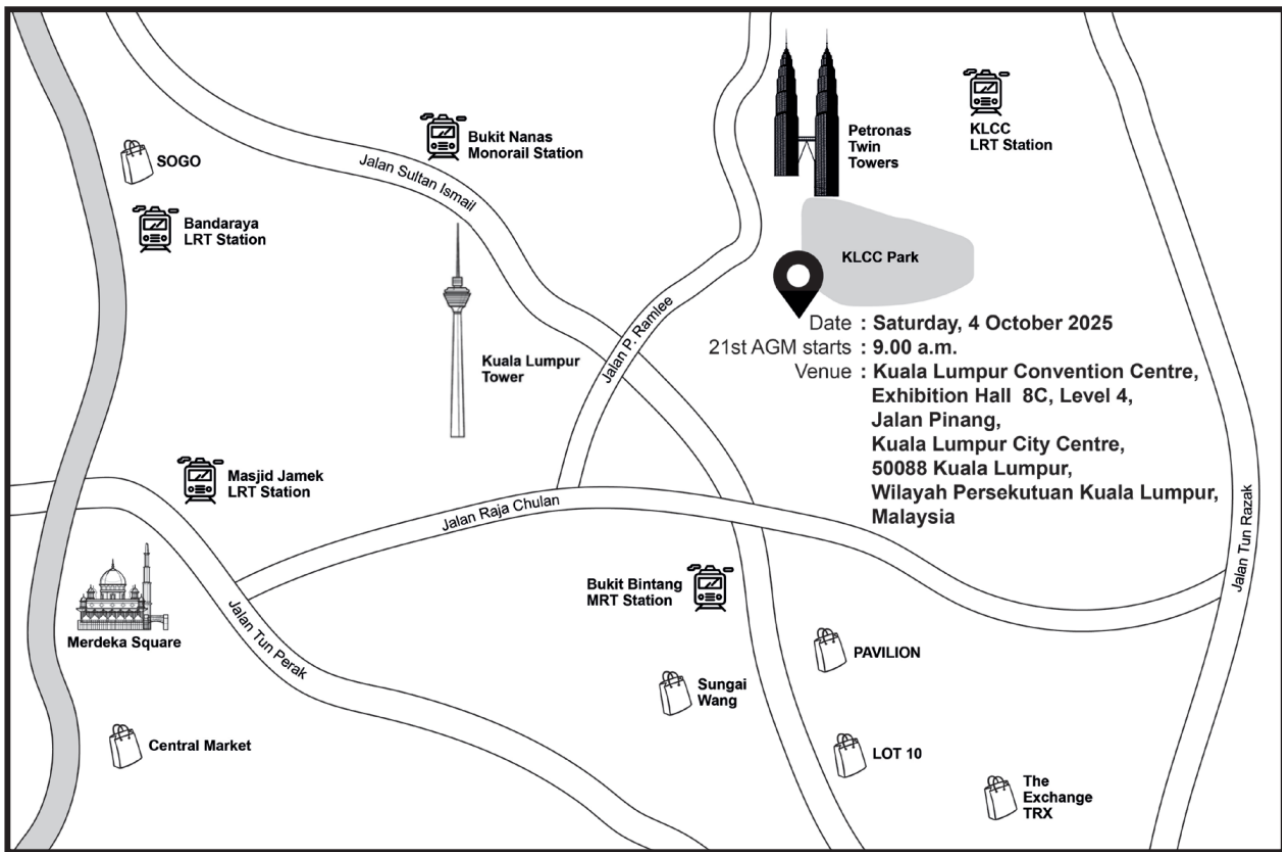 SOGO
Bandaraya
LRT Station
Bukit Nanas
Monorail Station
Jalan Sultan Ismail
Petronas
Twin
Towers
KLCC
LRT Station
KLCC Park
Kuala Lumpur
Tower
Jalan P. Ramlee
Date : Saturday, 4 October 2025
21st AGM starts : 9.00 a.m.
Venue : Kuala Lumpur Convention Centre,
Exhibition Hall 8C, Level 4,
Jalan Pinang,
Kuala Lumpur City Centre,
50088 Kuala Lumpur,
Wilayah Persekutuan Kuala Lumpur,
Malaysia
Masjid Jamek
LRT Station
Jalan Raja Chulan
Jalan Tun Razak
Merdeka Square
Jalan Tun Perak
Bukit Bintang
MRT Station
PAVILION
Sungai
Wang
Central Market
LOT 10
The
Exchange
TRX